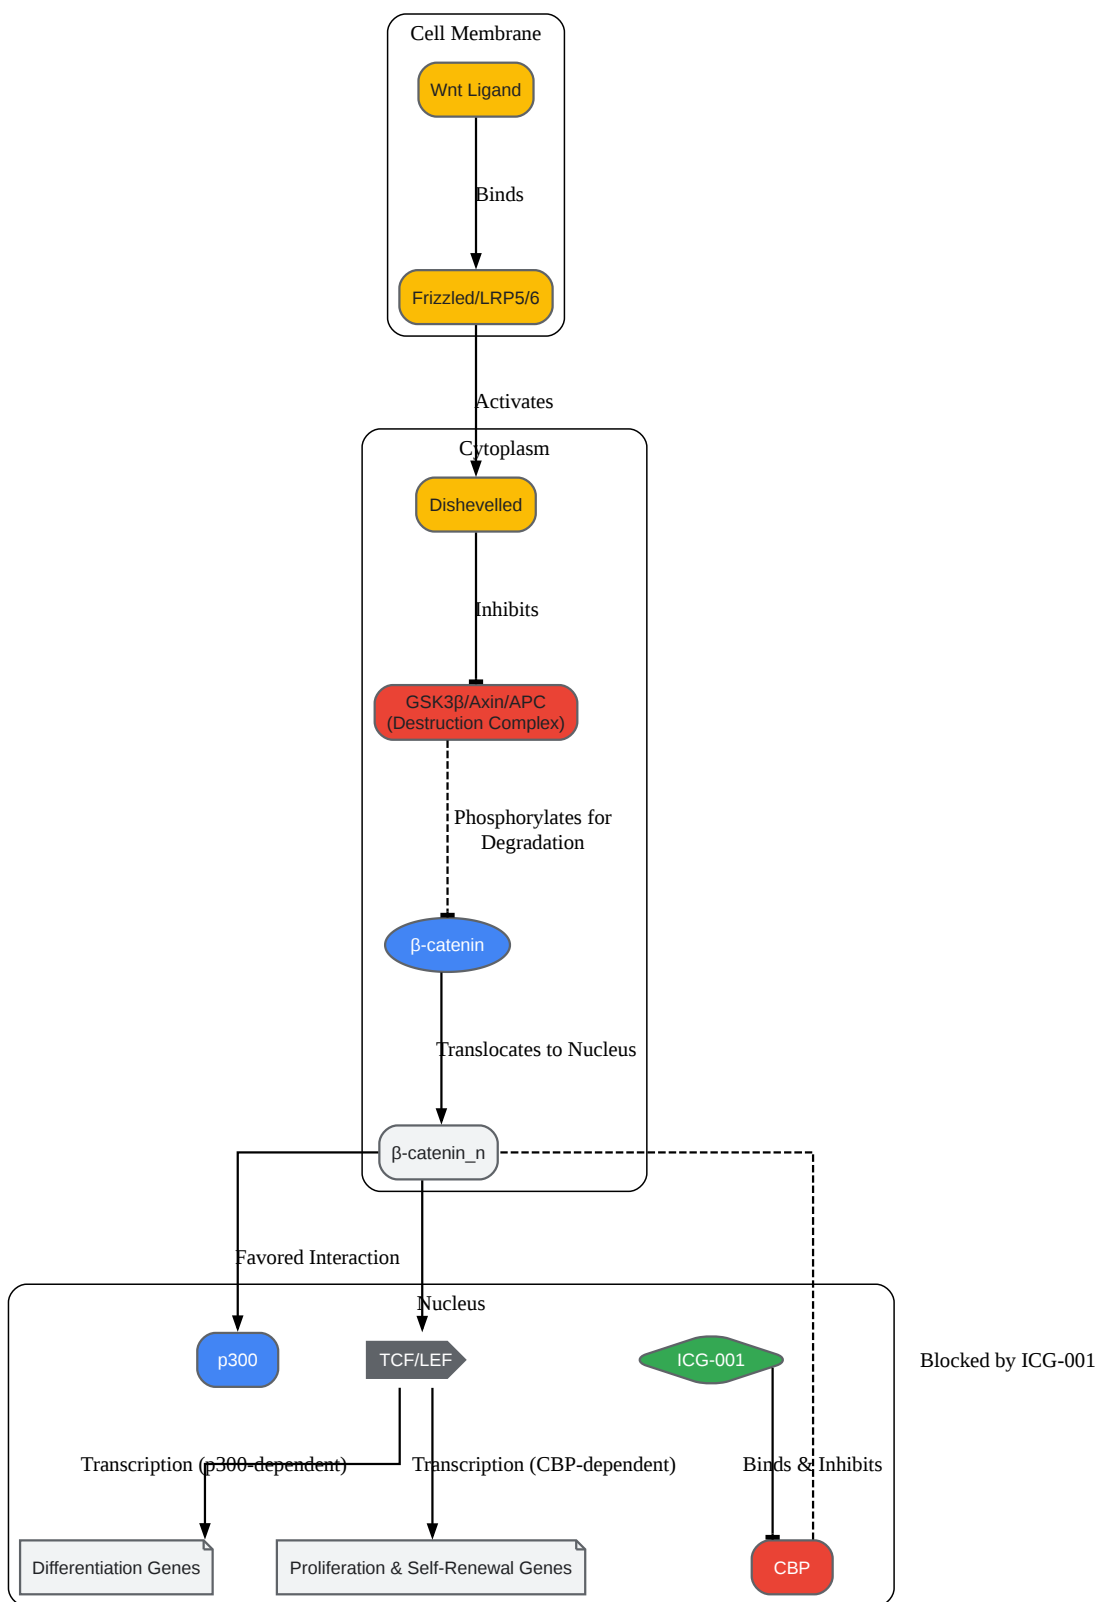 Cell Membrane
Wnt Ligand
Binds
Frizzled/LRP5/6
Activates
Cytoplasm
Dishevelled
Inhibits
GSK3β/Axin/APC
(Destruction Complex)
Phosphorylates for
Degradation
β-catenin
Translocates to Nucleus
β-catenin_n
Favored Interaction
Nucleus
p300
TCF/LEF
ICG-001
Blocked by ICG-001
Transcription (p300-dependent)
Transcription (CBP-dependent)
Binds & Inhibits
Differentiation Genes
Proliferation & Self-Renewal Genes
CBP